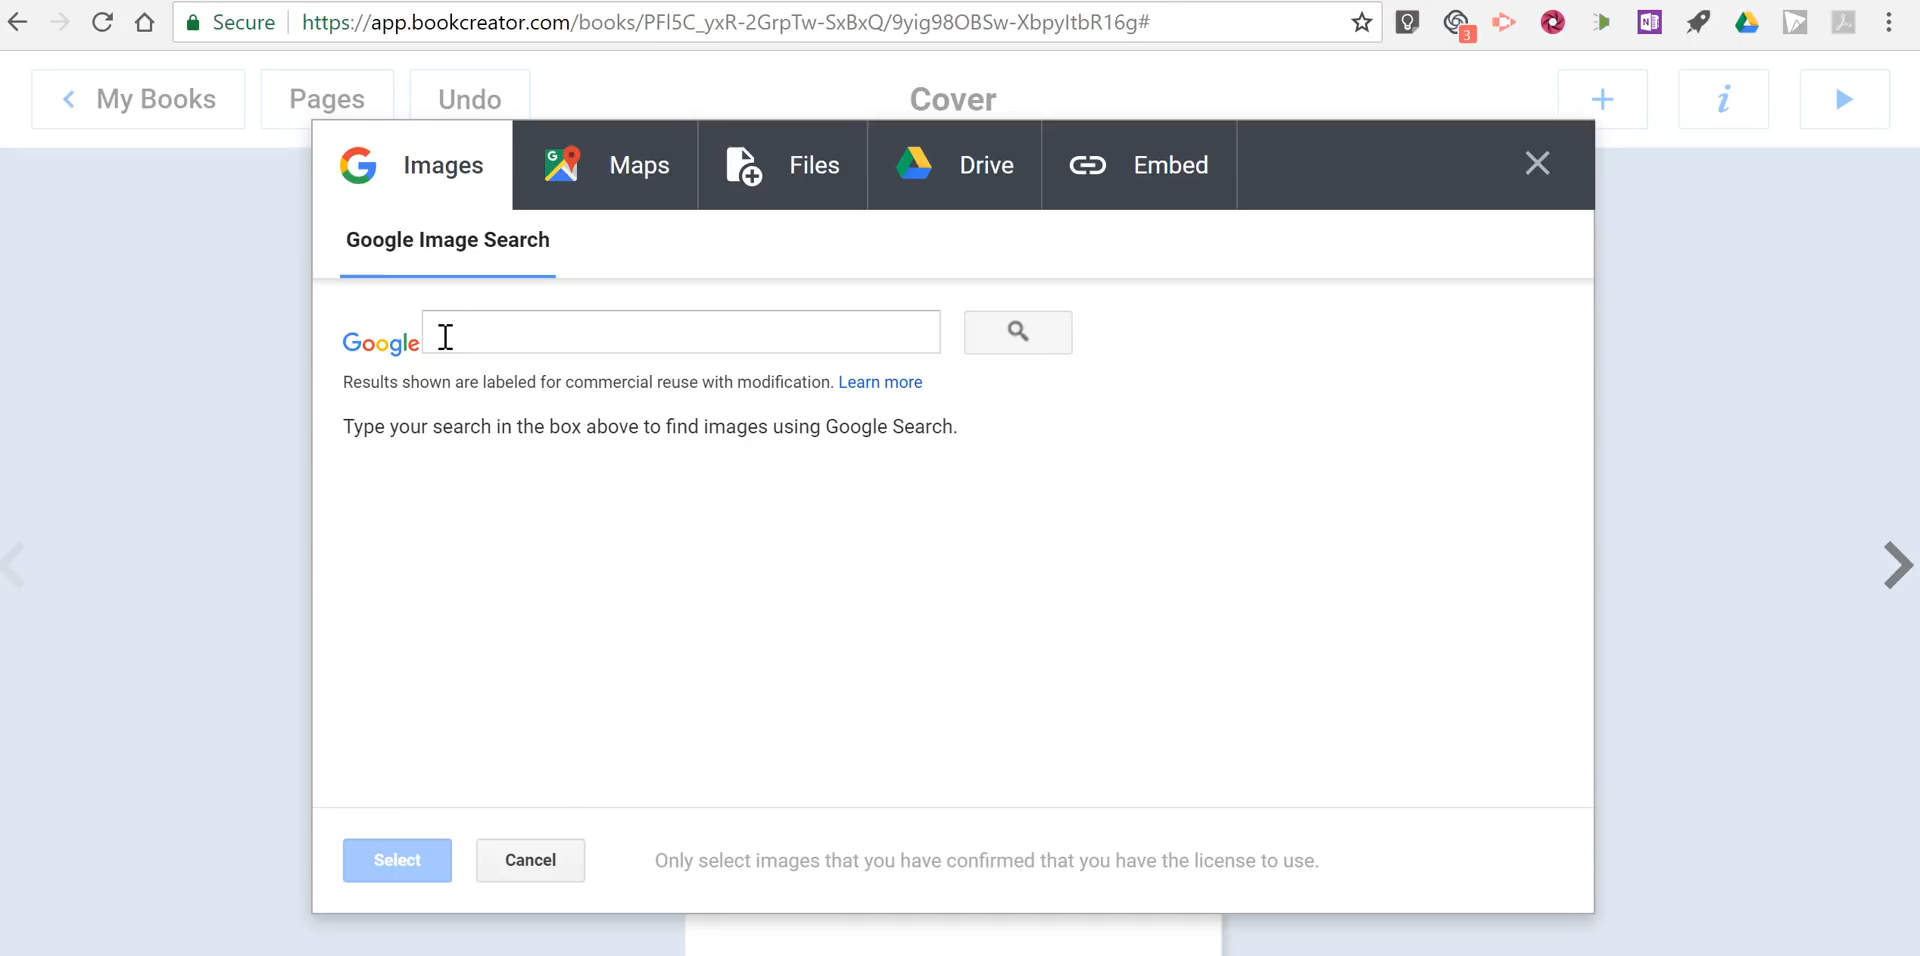 Secure https://app.bookcreator.com/books/PFl5C_yxR-2GrpTw-SxBxQ/9yig98OBSw-XbpyItbR16g#
3
N
My Books Pages Undo Cover + i
G Images G Maps Files Drive Embed
Google Image Search
Google
Results shown are labeled for commercial reuse with modification. Learn more
Type your search in the box above to find images using Google Search.
Select Cancel Only select images that you have confirmed that you have the license to use.